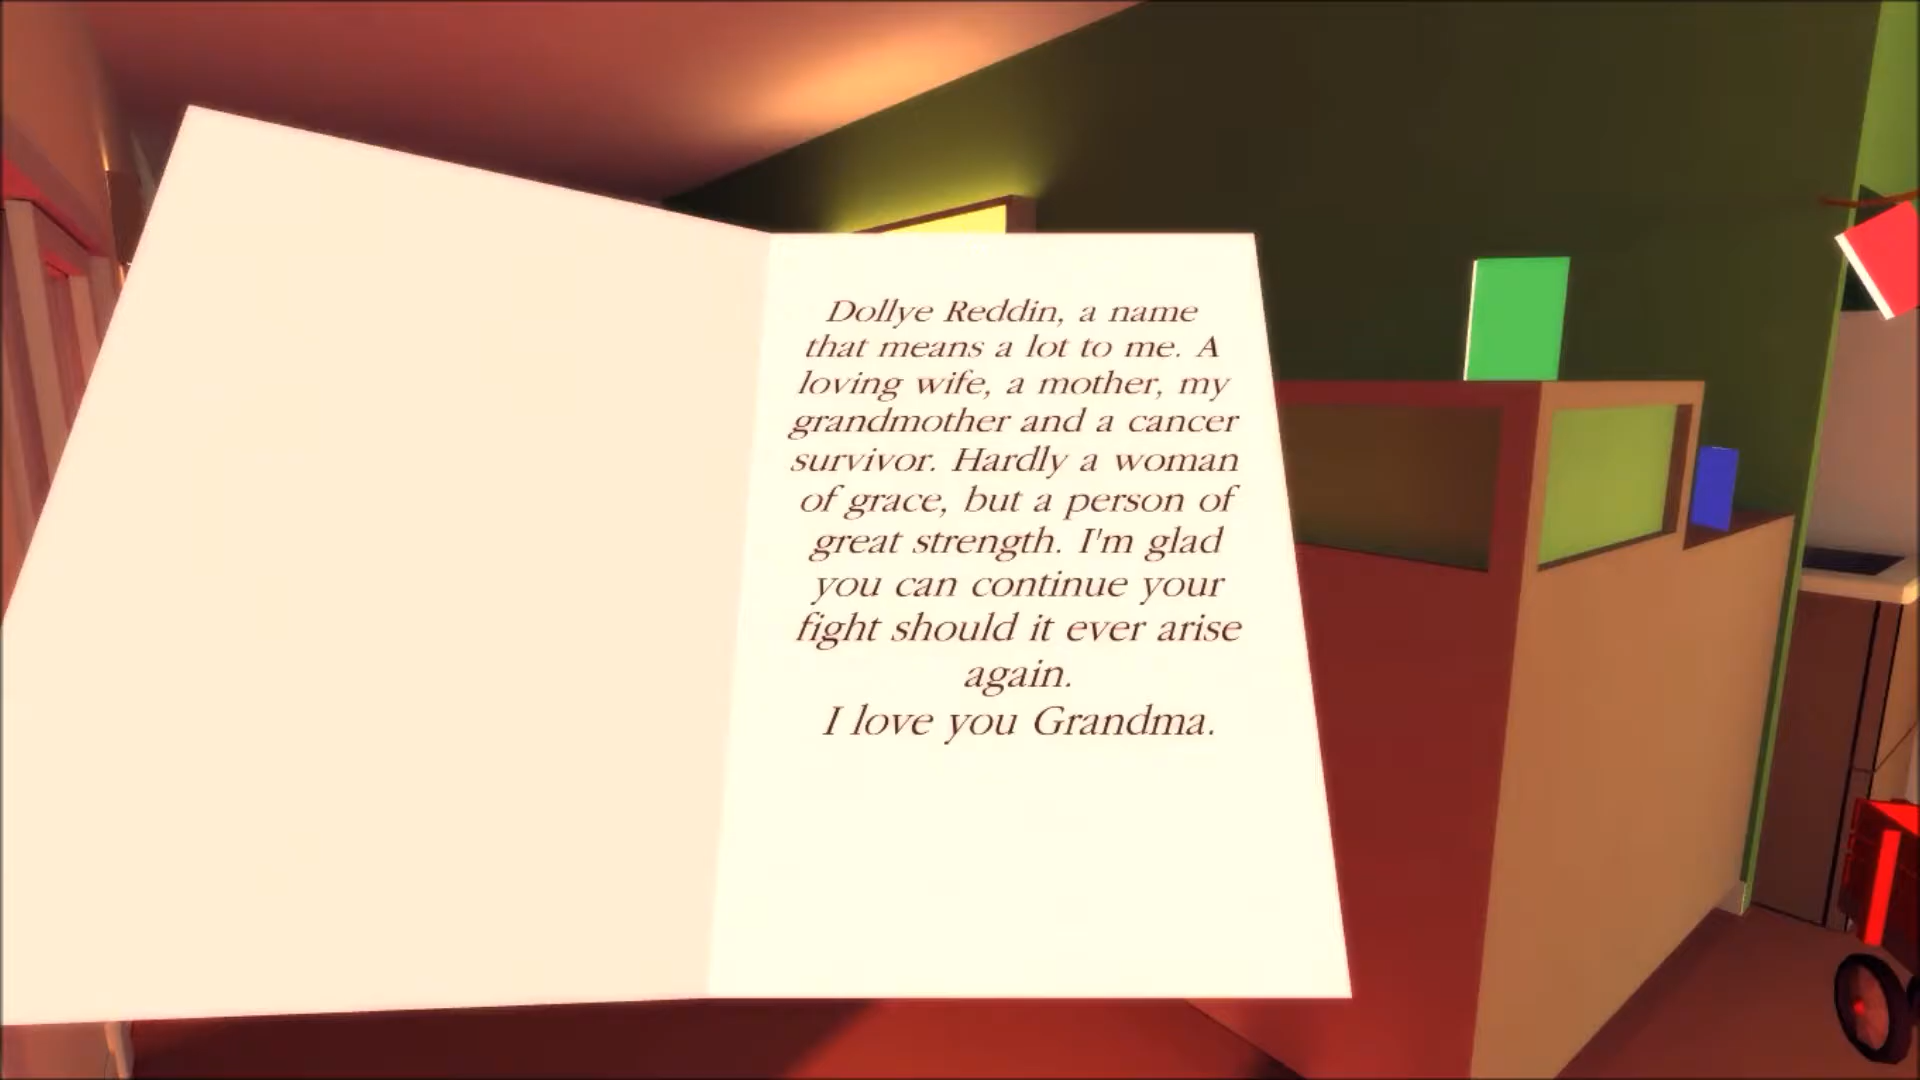 Dollye Reddin, a name
that means a lot to me. A
loving wife, a mother, my
grandmother and a cancer
survivor. Hardly a woman
of grace, but a person of
great strength. I'm glad
you can continue your
fight should it ever arise
again.
I love you Grandma.